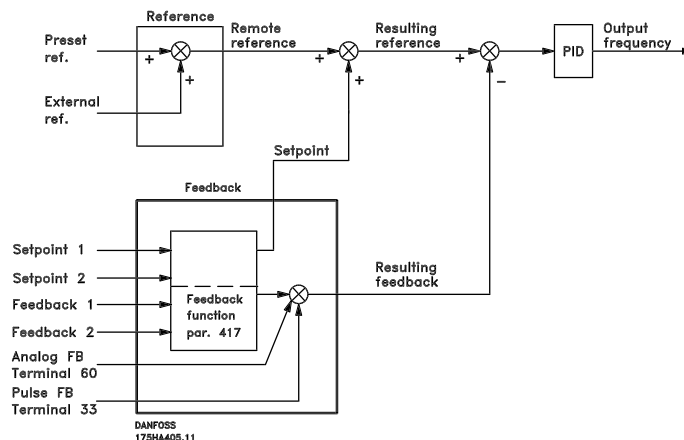 Reference
Preset
ref.
Remote
reference
Resulting
reference
PID
Output
frequency
+
+
+
+
+
−
External
ref.
Setpoint
Feedback
Setpoint 1
Setpoint 2
Feedback 1
Feedback 2
Feedback
function
par. 417
Resulting
feedback
Analog FB
Terminal 60
Pulse FB
Terminal 33
DANFOSS
175HA405.11